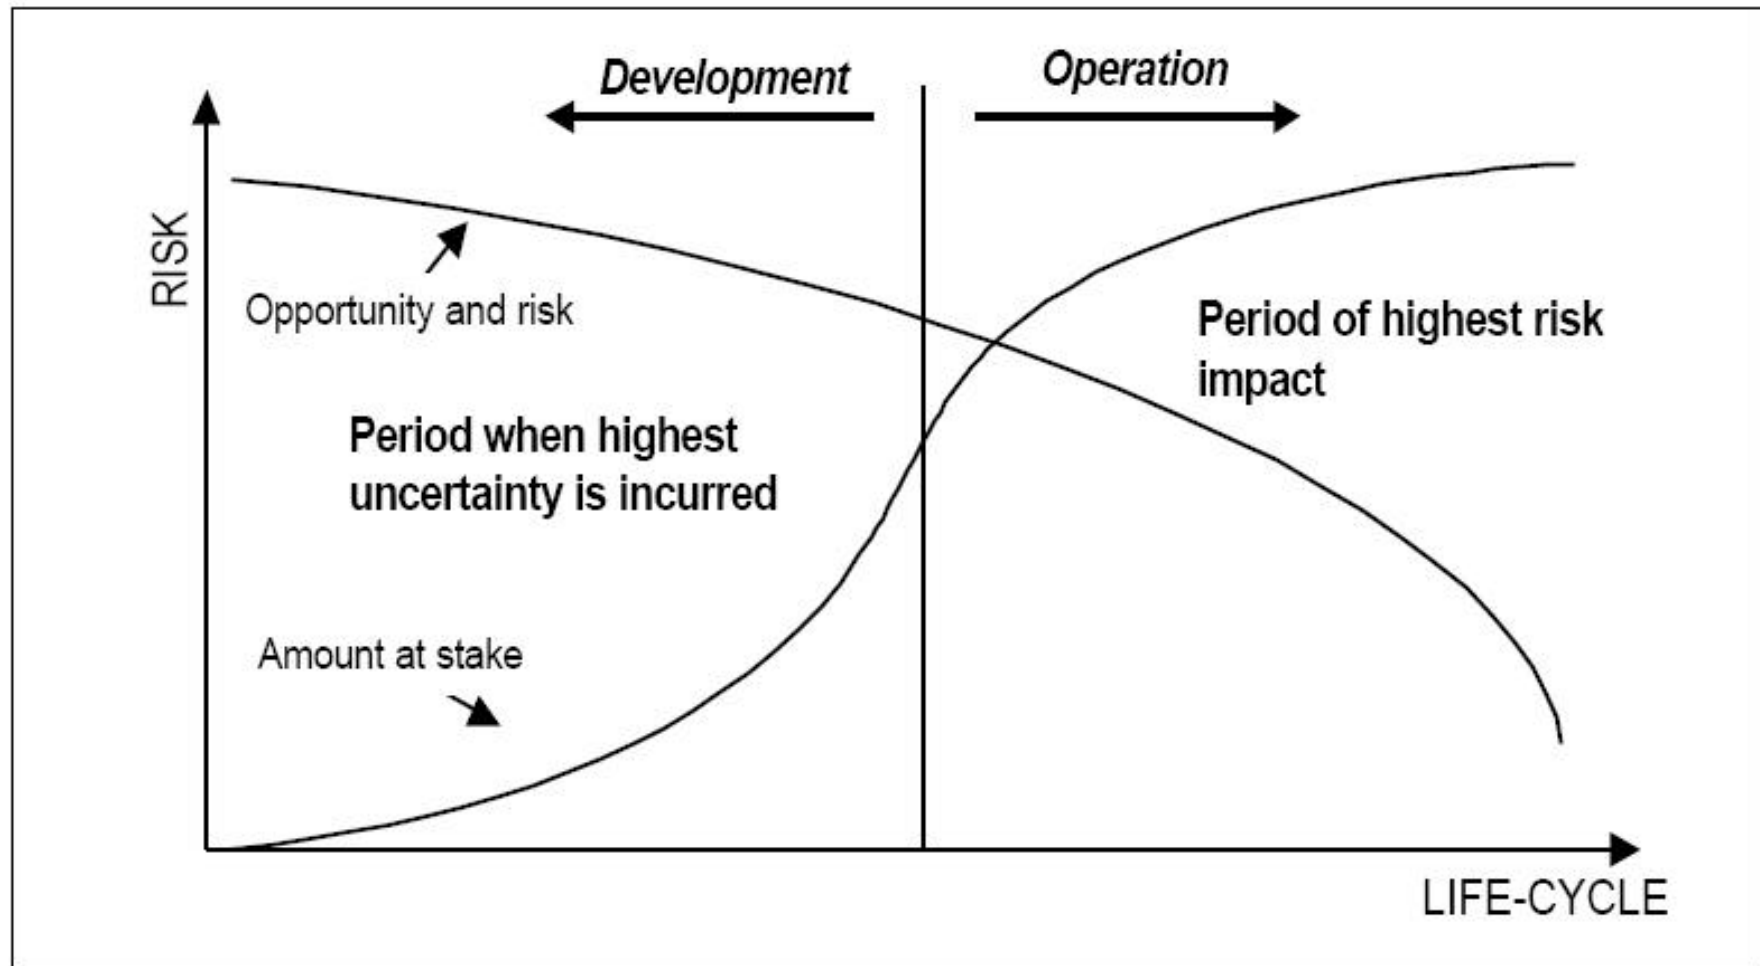 Development
Operation
RISK
Opportunity and risk
Period of highest risk
impact
Period when highest
uncertainty is incurred
Amount at stake
LIFE-CYCLE